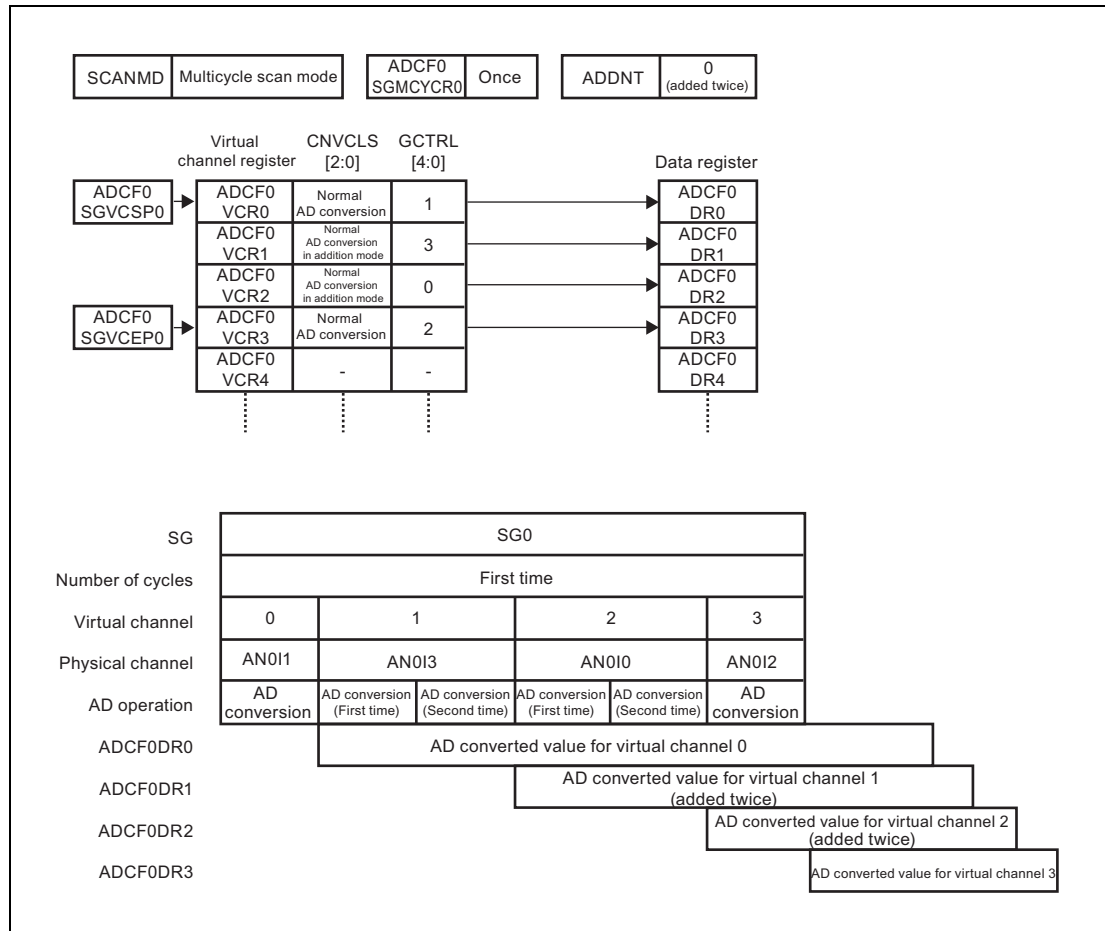 SCANMD
Multicycle scan mode
ADCF0
SGMCYCR0
Once
ADDNT
0
(added twice)
Virtual
channel register
CNVCLS
[2:0]
GCTRL
[4:0]
Data register
ADCF0
SGVCSP0
ADCF0
VCR0
Normal
AD conversion
1
ADCF0
DR0
ADCF0
VCR1
Normal
AD conversion
in addition mode
3
ADCF0
DR1
ADCF0
VCR2
Normal
AD conversion
in addition mode
0
ADCF0
DR2
ADCF0
SGVCEP0
ADCF0
VCR3
Normal
AD conversion
2
ADCF0
DR3
ADCF0
VCR4
-
-
ADCF0
DR4
SG
SG0
Number of cycles
First time
Virtual channel
0
1
2
3
Physical channel
AN0I1
AN0I3
AN0I0
AN0I2
AD operation
AD
conversion
AD conversion
(First time)
AD conversion
(Second time)
AD conversion
(First time)
AD conversion
(Second time)
AD
conversion
ADCF0DR0
AD converted value for virtual channel 0
ADCF0DR1
AD converted value for virtual channel 1
(added twice)
ADCF0DR2
AD converted value for virtual channel 2
(added twice)
ADCF0DR3
AD converted value for virtual channel 3